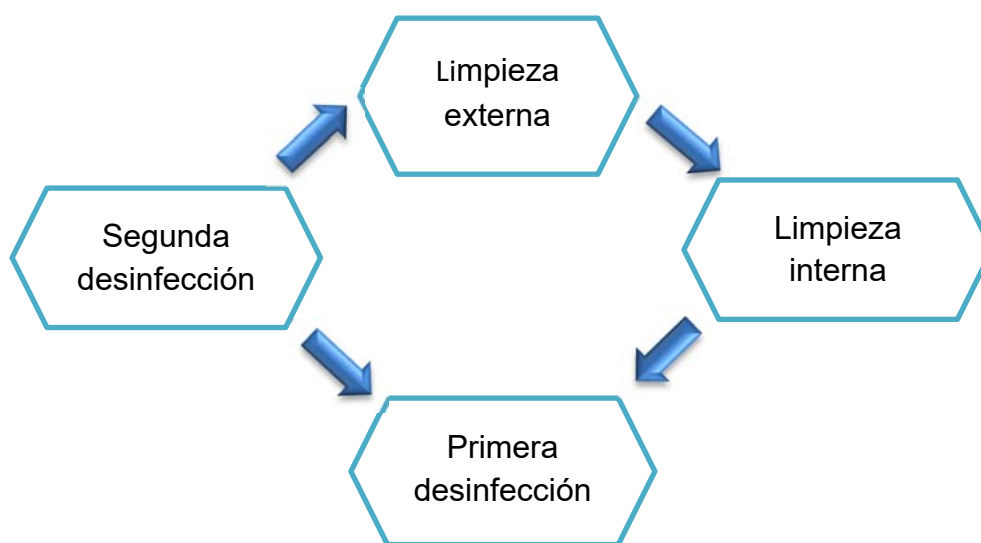 Limpieza
externa
Segunda
desinfección
Limpieza
interna
Primera
desinfección